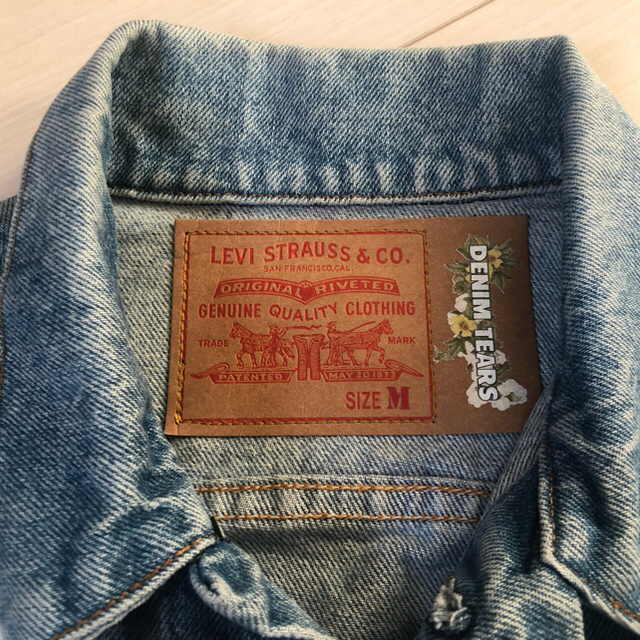 LEVI STRAUSS & CO.
SAN FRANCISCO, CAL.
ORIGINAL RIVETED
GENUINE QUALITY CLOTHING
TRADE MARK
PATENTED MAY 20 1873
SIZE M
DENIM TEARS